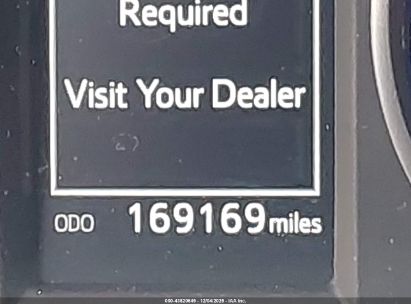 Required
Visit Your Dealer
ODO 169169 miles